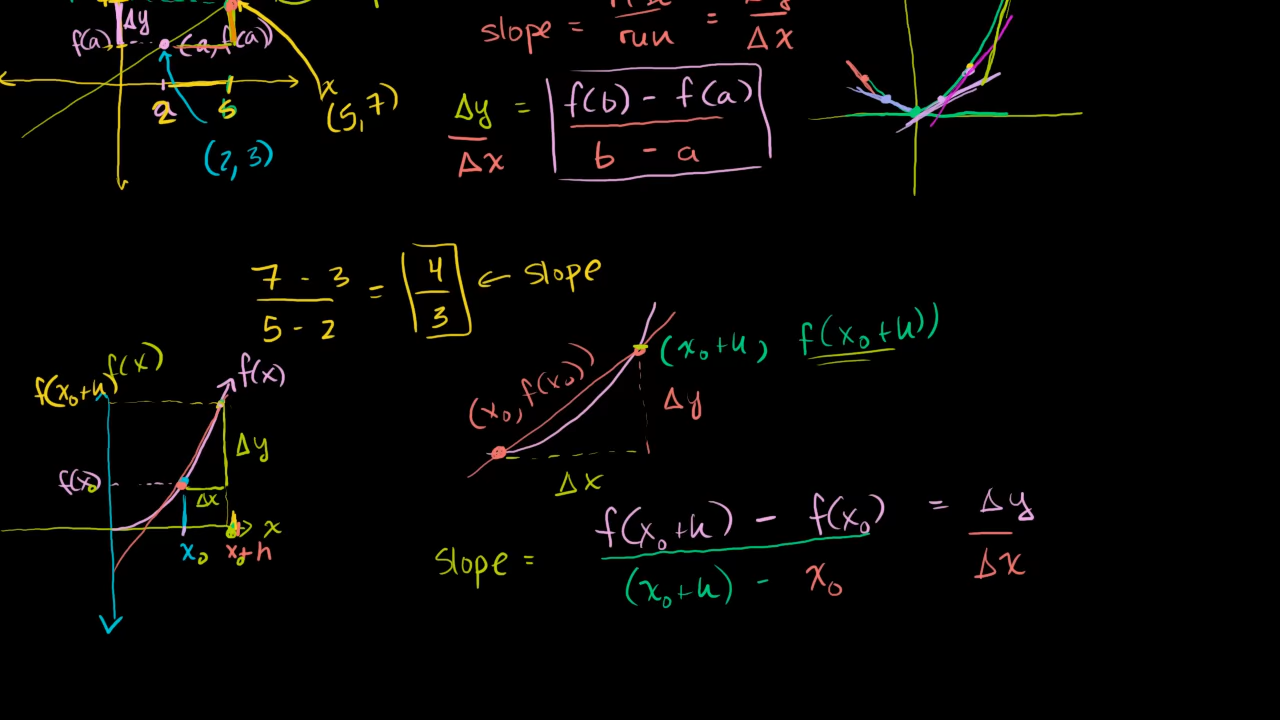 Δy
f(a)
(a, f(a))
a
2
5
x
(5, 7)
(2, 3)
slope = run = Δx
Δy = f(b) - f(a)
Δx b - a
7 - 3 = 4 ← slope
5 - 2 3
f(x)
f(x₀+h)
f(x)
f(x₀)
Δy
Δx
x
x₀
x₀+h
(x₀, f(x₀))
(x₀+h, f(x₀+h))
Δy
Δx
slope = f(x₀+h) - f(x₀) = Δy
(x₀+h) - x₀ Δx